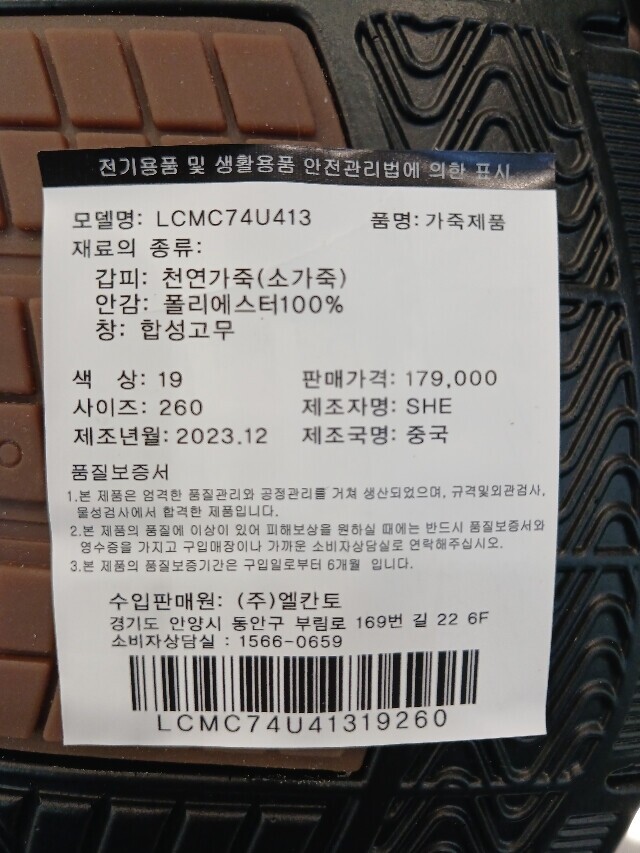 전기용품 및 생활용품 안전관리법에 의한 표시
모델명: LCMC74U413 품명: 가죽제품
재료의 종류:
갑피: 천연가죽(소가죽)
안감: 폴리에스터100%
창: 합성고무
색 상: 19 판매가격: 179,000
사이즈: 260 제조자명: SHE
제조년월: 2023.12 제조국명: 중국
품질보증서
1.본 제품은 엄격한 품질관리와 공정관리를 거쳐 생산되었으며, 규격및외관검사,
물성검사에서 합격한 제품입니다.
2.본 제품의 품질에 이상이 있어 피해보상을 원하실 때에는 반드시 품질보증서와
영수증을 가지고 구입매장이나 가까운 소비자상담실로 연락해주십시오.
3.본 제품의 품질보증기간은 구입일로부터 6개월 입니다.
수입판매원: (주)엘칸토
경기도 안양시 동안구 부림로 169번 길 22 6F
소비자상담실 : 1566-0659
LCMC74U41319260